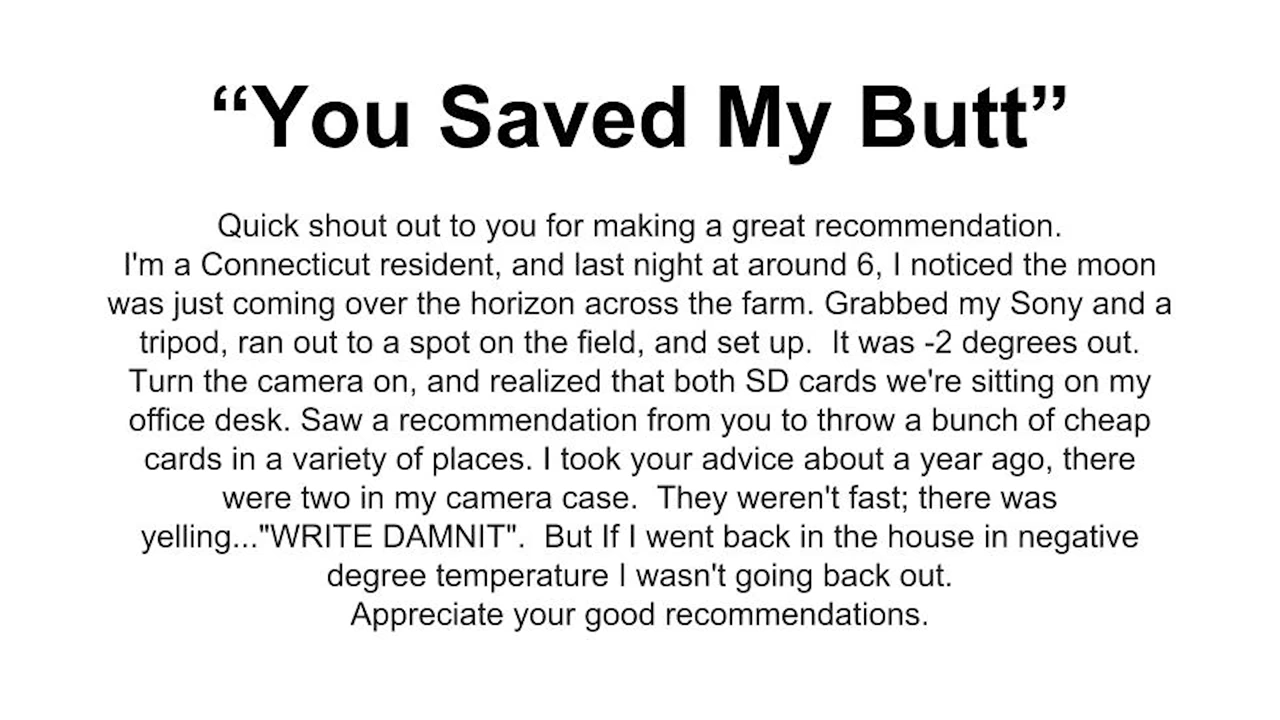 “You Saved My Butt”
Quick shout out to you for making a great recommendation.
I'm a Connecticut resident, and last night at around 6, I noticed the moon
was just coming over the horizon across the farm. Grabbed my Sony and a
tripod, ran out to a spot on the field, and set up.  It was -2 degrees out.
Turn the camera on, and realized that both SD cards we're sitting on my
office desk. Saw a recommendation from you to throw a bunch of cheap
cards in a variety of places. I took your advice about a year ago, there
were two in my camera case.  They weren't fast; there was
yelling..."WRITE DAMNIT".  But If I went back in the house in negative
degree temperature I wasn't going back out.
Appreciate your good recommendations.